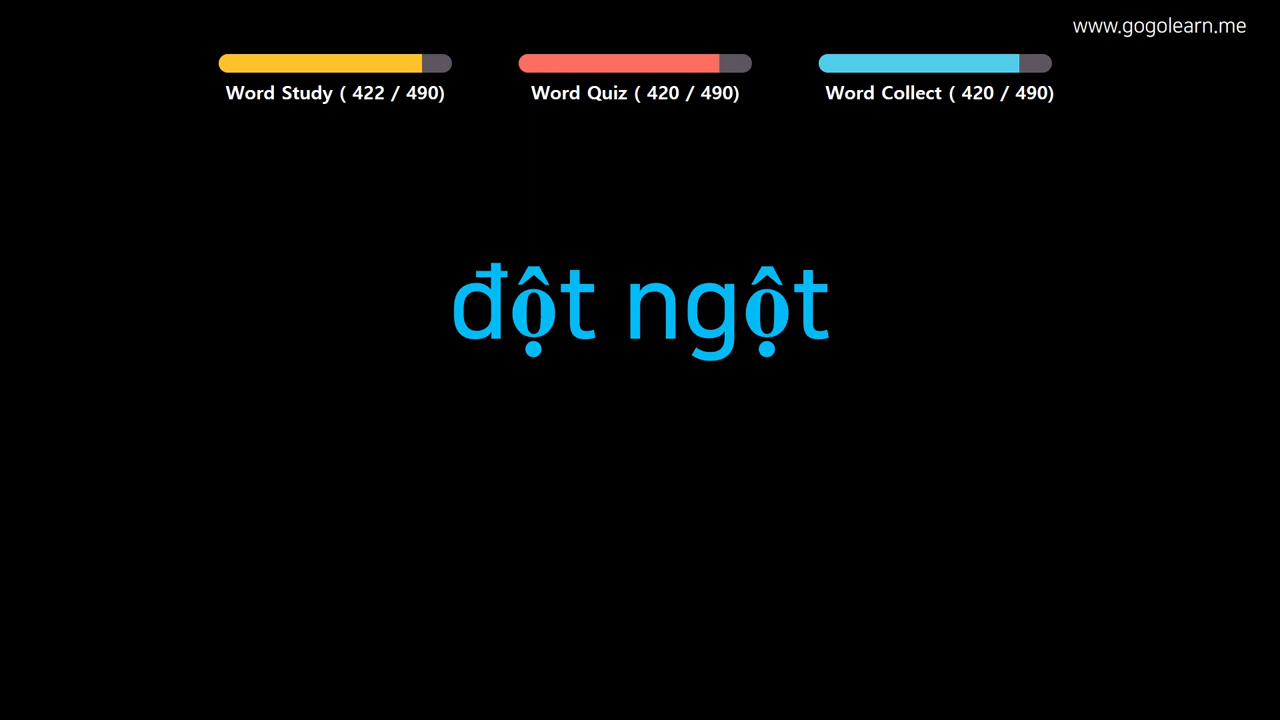 www.gogolearn.me
Word Study ( 422 / 490)
Word Quiz ( 420 / 490)
Word Collect ( 420 / 490)
đột ngột